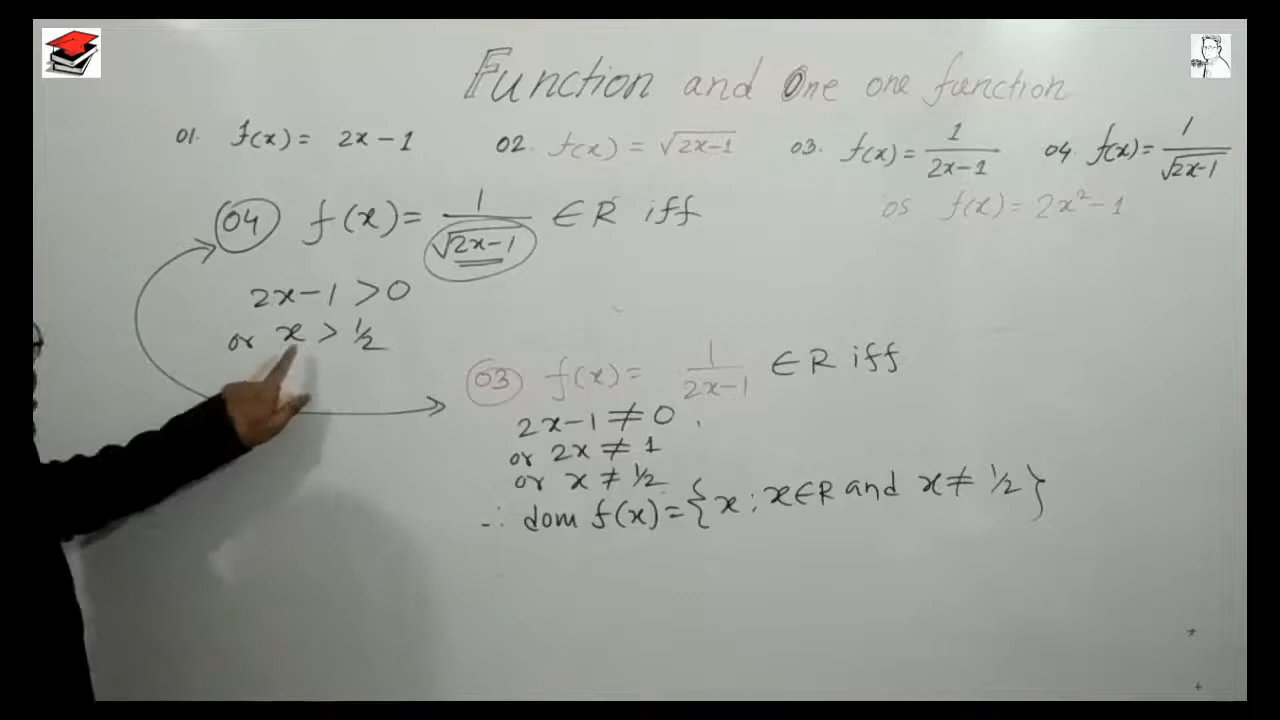 Function and One one function
01. f(x) = 2x - 1 02. f(x) = √(2x-1) 03. f(x) = 1/(2x-1) 04. f(x) = 1/√(2x-1)
05 f(x) = 2x² - 1
04 f(x) = 1/√(2x-1) ∈ R iff
2x - 1 > 0
or x > 1/2
03 f(x) = 1/(2x-1) ∈ R iff
2x - 1 ≠ 0
or 2x ≠ 1
or x ≠ 1/2
∴ dom f(x) = {x : x ∈ R and x ≠ 1/2}